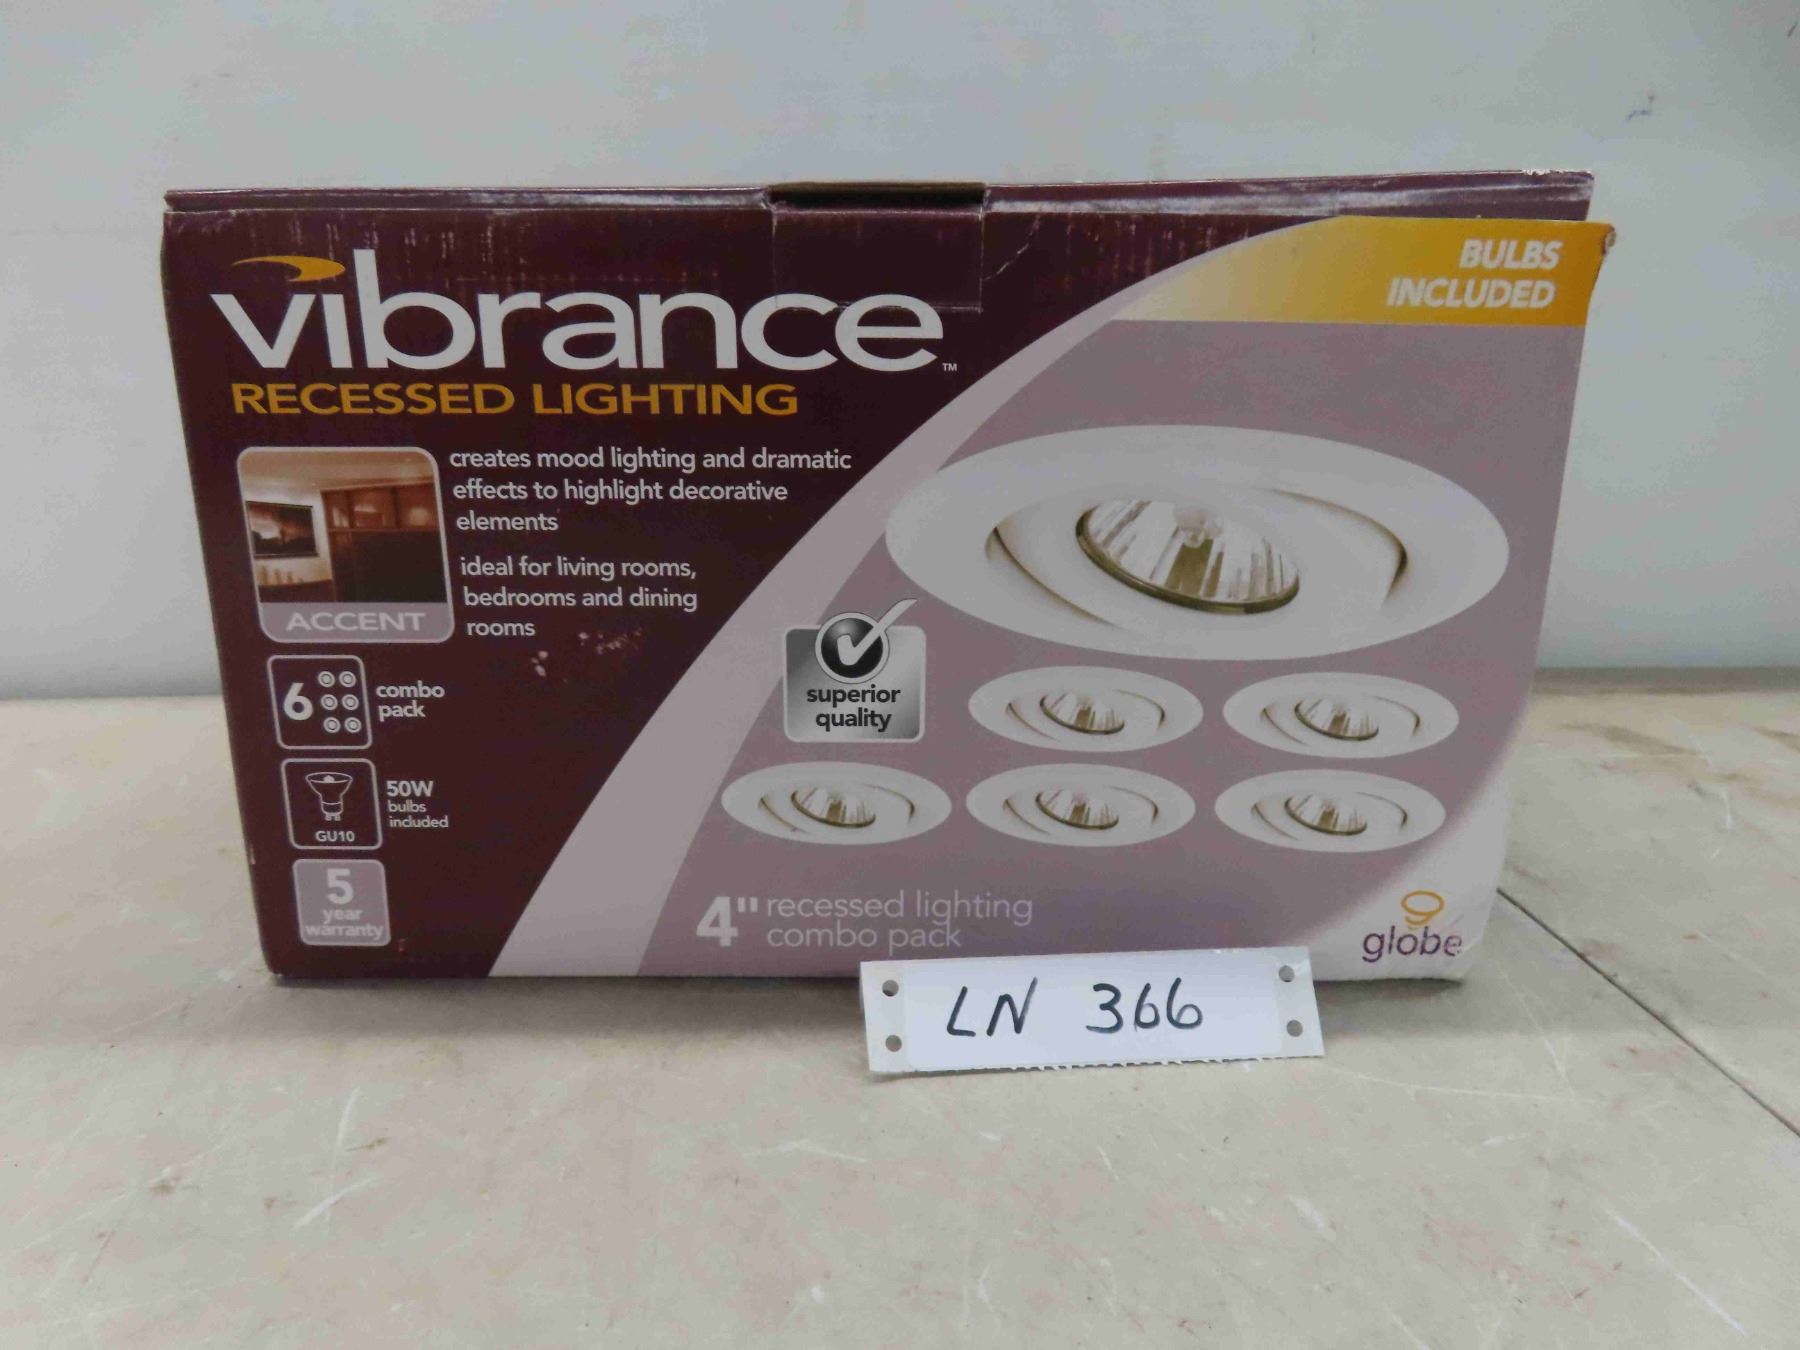 vibrance™
RECESSED LIGHTING
BULBS
INCLUDED
creates mood lighting and dramatic
effects to highlight decorative
elements
ideal for living rooms,
bedrooms and dining
rooms
ACCENT
6
combo
pack
50W
bulbs
included
GU10
5
year
warranty
superior
quality
4" recessed lighting
combo pack
globe
LN 366